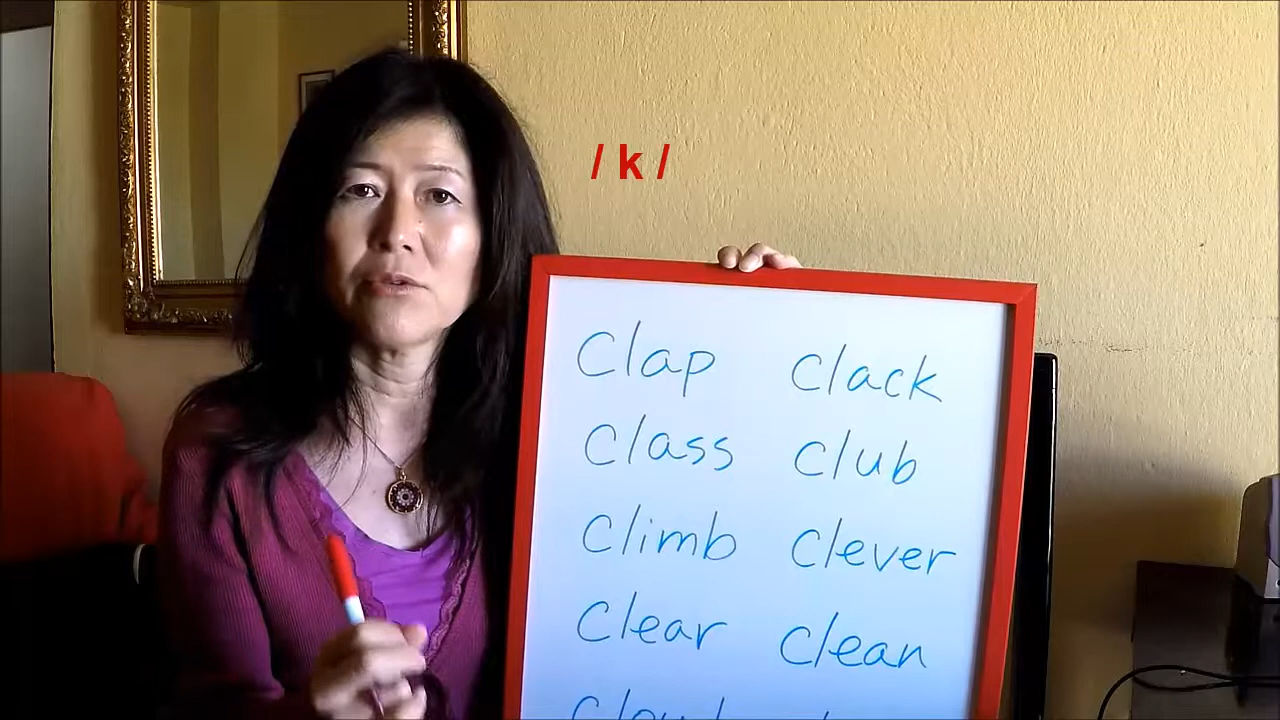 / k /
clap clack
class club
climb clever
clear clean